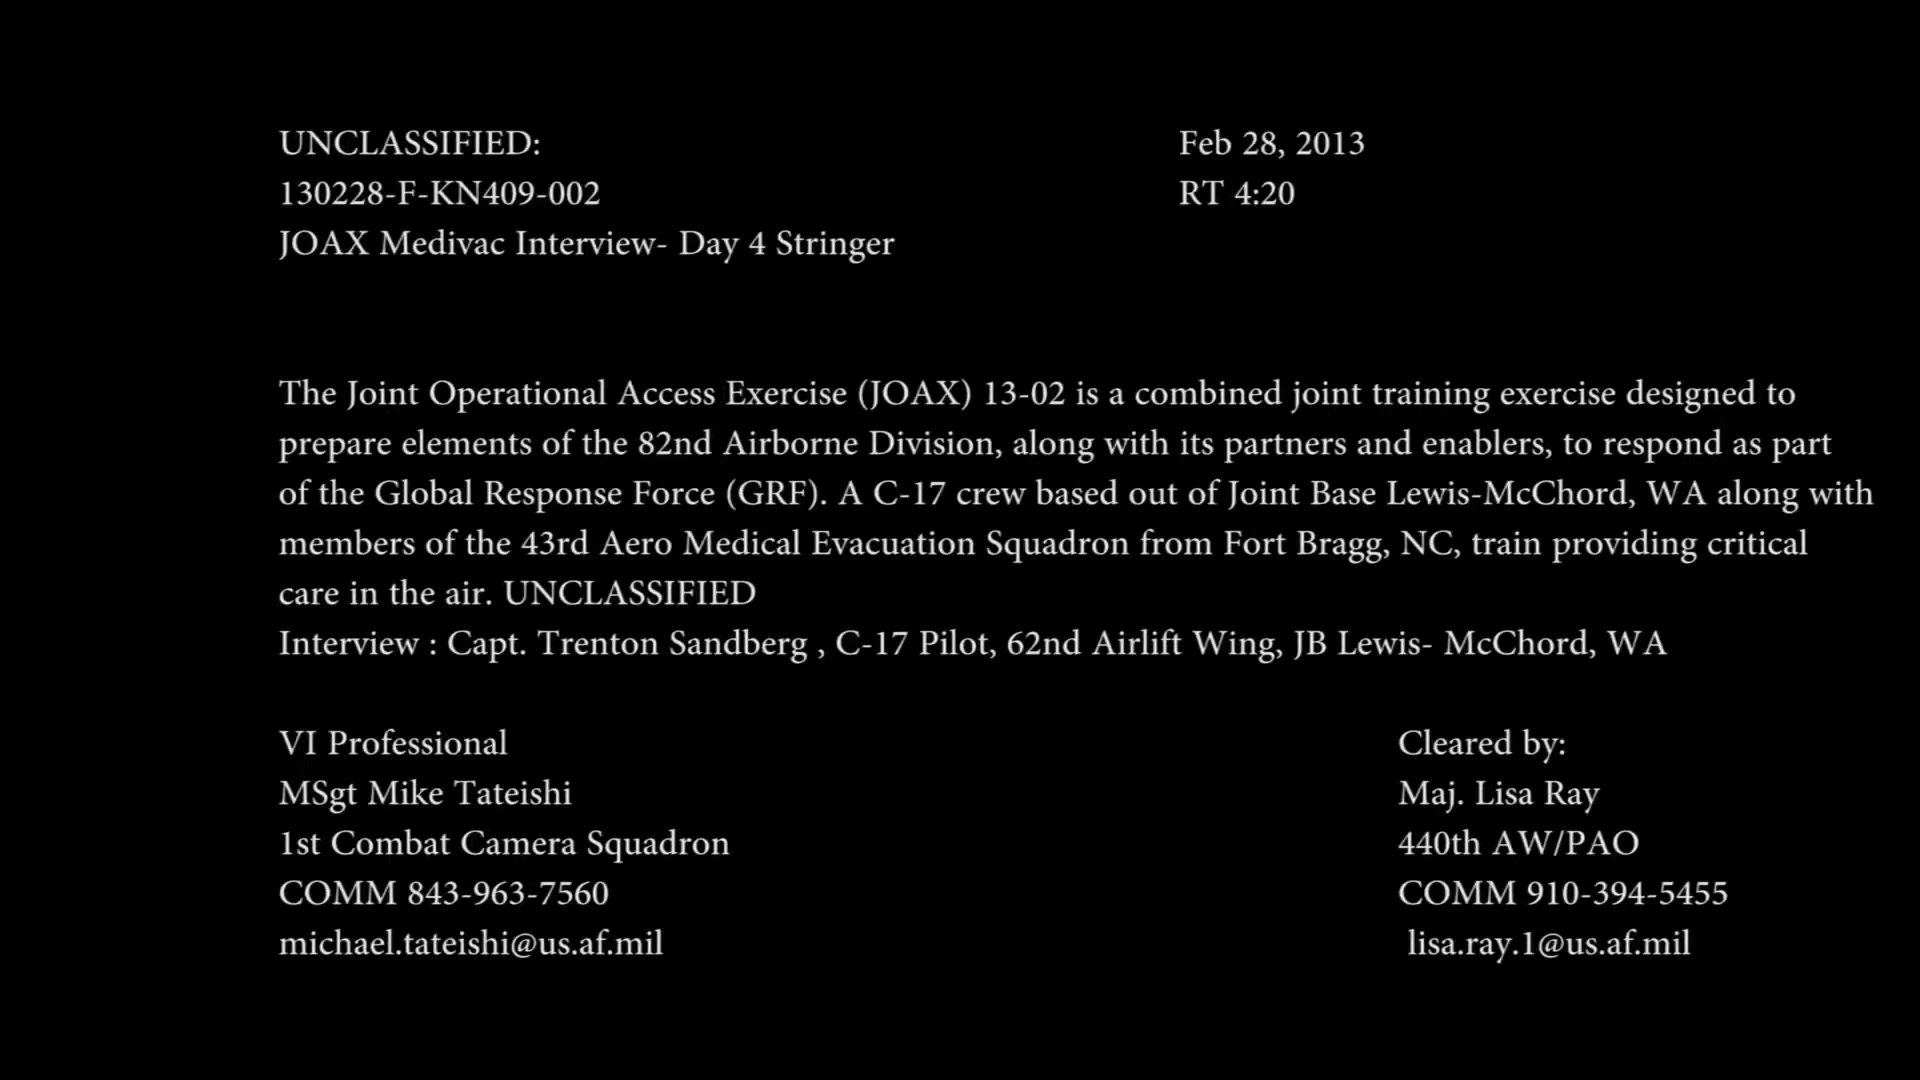 UNCLASSIFIED:
Feb 28, 2013
130228-F-KN409-002
RT 4:20
JOAX Medivac Interview- Day 4 Stringer
The Joint Operational Access Exercise (JOAX) 13-02 is a combined joint training exercise designed to
prepare elements of the 82nd Airborne Division, along with its partners and enablers, to respond as part
of the Global Response Force (GRF). A C-17 crew based out of Joint Base Lewis-McChord, WA along with
members of the 43rd Aero Medical Evacuation Squadron from Fort Bragg, NC, train providing critical
care in the air. UNCLASSIFIED
Interview : Capt. Trenton Sandberg , C-17 Pilot, 62nd Airlift Wing, JB Lewis- McChord, WA
VI Professional
MSgt Mike Tateishi
1st Combat Camera Squadron
COMM 843-963-7560
michael.tateishi@us.af.mil
Cleared by:
Maj. Lisa Ray
440th AW/PAO
COMM 910-394-5455
lisa.ray.1@us.af.mil